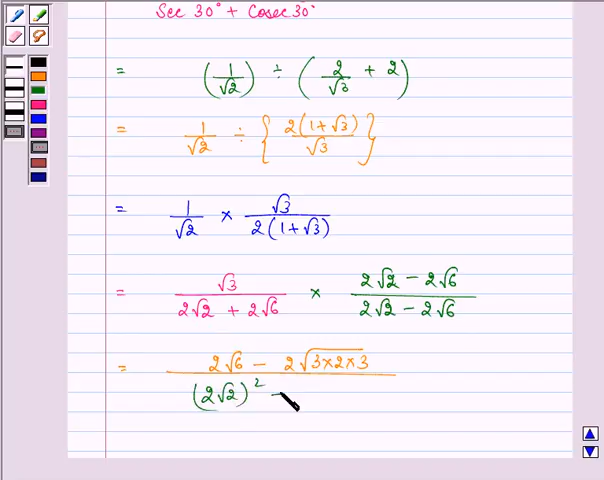 Sec 30° + Cosec 30°
= (1/√2) ÷ (2/√3 + 2)
= 1/√2 ÷ {2(1+√3)/√3}
= 1/√2 × √3/2(1+√3)
= √3/(2√2 + 2√6) × (2√2 − 2√6)/(2√2 − 2√6)
= (2√6 − 2√(3×2×3))/((2√2)² −